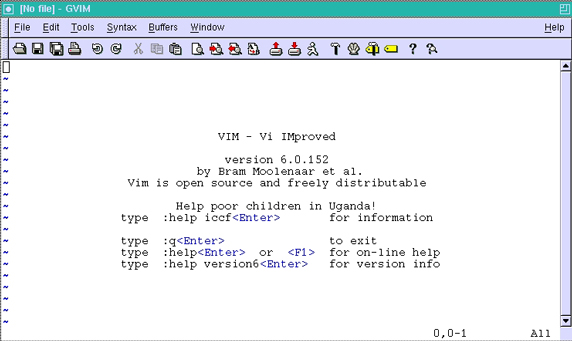 [No file] - GVIM
File Edit Tools Syntax Buffers Window Help
~
~
~
~
~
~
VIM - Vi IMproved
~
~
version 6.0.152
~
by Bram Moolenaar et al.
~
Vim is open source and freely distributable
~
~
Help poor children in Uganda!
~
type :help iccf<Enter> for information
~
~
type :q<Enter> to exit
~
type :help<Enter> or <F1> for on-line help
~
type :help version6<Enter> for version info
~
~
~
~
~
0,0-1 All